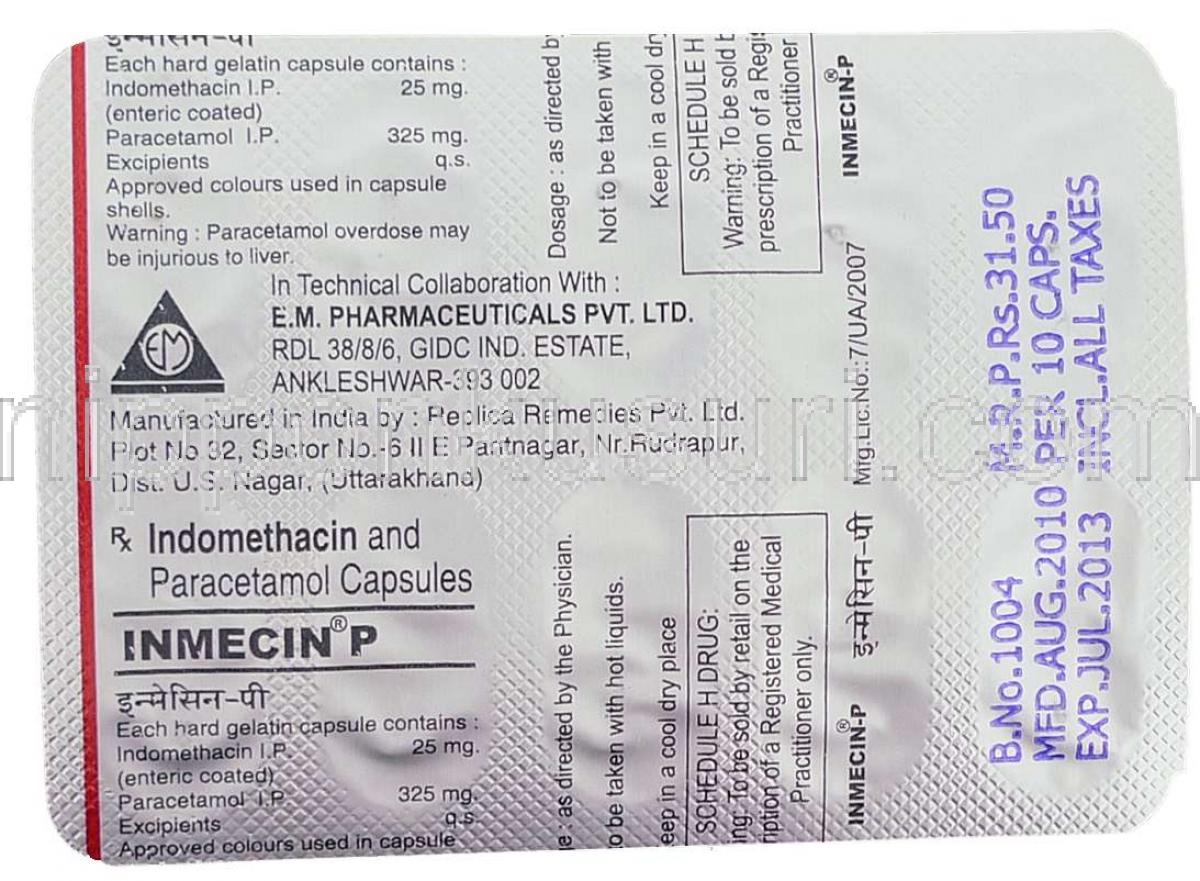 इन्मेसिन-पी
Each hard gelatin capsule contains :
Indomethacin I.P. 25 mg.
(enteric coated)
Paracetamol I.P. 325 mg.
Excipients q.s.
Approved colours used in capsule
shells.
Warning : Paracetamol overdose may
be injurious to liver.
In Technical Collaboration With :
E.M. PHARMACEUTICALS PVT. LTD.
RDL 38/8/6, GIDC IND. ESTATE,
ANKLESHWAR-393 002
EM
Manufactured in India by : Replica Remedies Pvt. Ltd.
Plot No 32, Sector No.-6 II E Pantnagar, Nr.Rudrapur,
Dist. U.S. Nagar, (Uttarakhand)
Rx Indomethacin and
Paracetamol Capsules
INMECIN® P
इन्मेसिन-पी
Each hard gelatin capsule contains :
Indomethacin I.P. 25 mg.
(enteric coated)
Paracetamol I.P 325 mg.
Excipients q.s.
Approved colours used in capsule
Dosage : as directed b
Not to be taken with
Keep in a cool dr
SCHEDULE H
Warning: To be sold b
prescription of a Regis
Practitioner
INMECIN®-P
Mfg.Lic.No.:7/UA/2007
e : as directed by the Physician.
o be taken with hot liquids.
eep in a cool dry place
SCHEDULE H DRUG:
ing: To be sold by retail on the
ription of a Registered Medical
Practitioner only.
इन्मेसिन-पी
INMECIN®-P
B.No.1004 M.R.P.Rs.31.50
MFD.AUG.2010 PER 10 CAPS.
EXP.JUL.2013 INCL.ALL TAXES
nipponkusuri.com